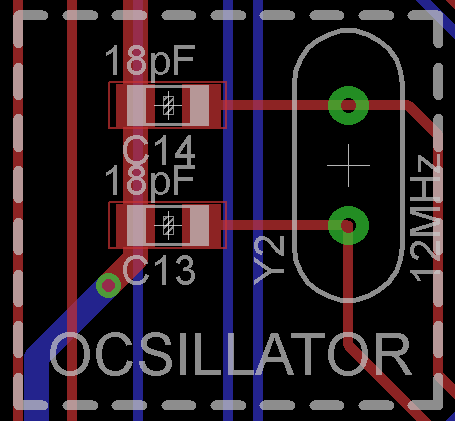 18pF
C14
18pF
C13
Y2
12MHz
OCSILLATOR